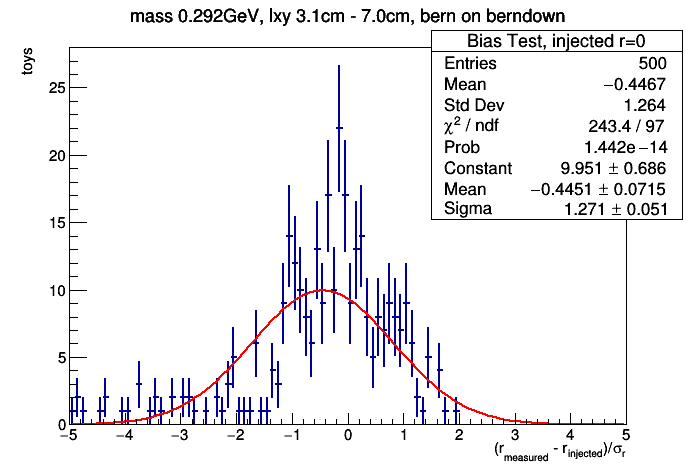 mass 0.292GeV, lxy 3.1cm - 7.0cm, bern on berndown
toys
Bias Test, injected r=0
Entries 500
Mean −0.4467
Std Dev 1.264
χ² / ndf 243.4 / 97
Prob 1.442e−14
Constant 9.951 ± 0.686
Mean −0.4451 ± 0.0715
Sigma 1.271 ± 0.051
25
20
15
10
5
0
−5 −4 −3 −2 −1 0 1 2 3 4 5
(r_measured - r_injected)/σ_r